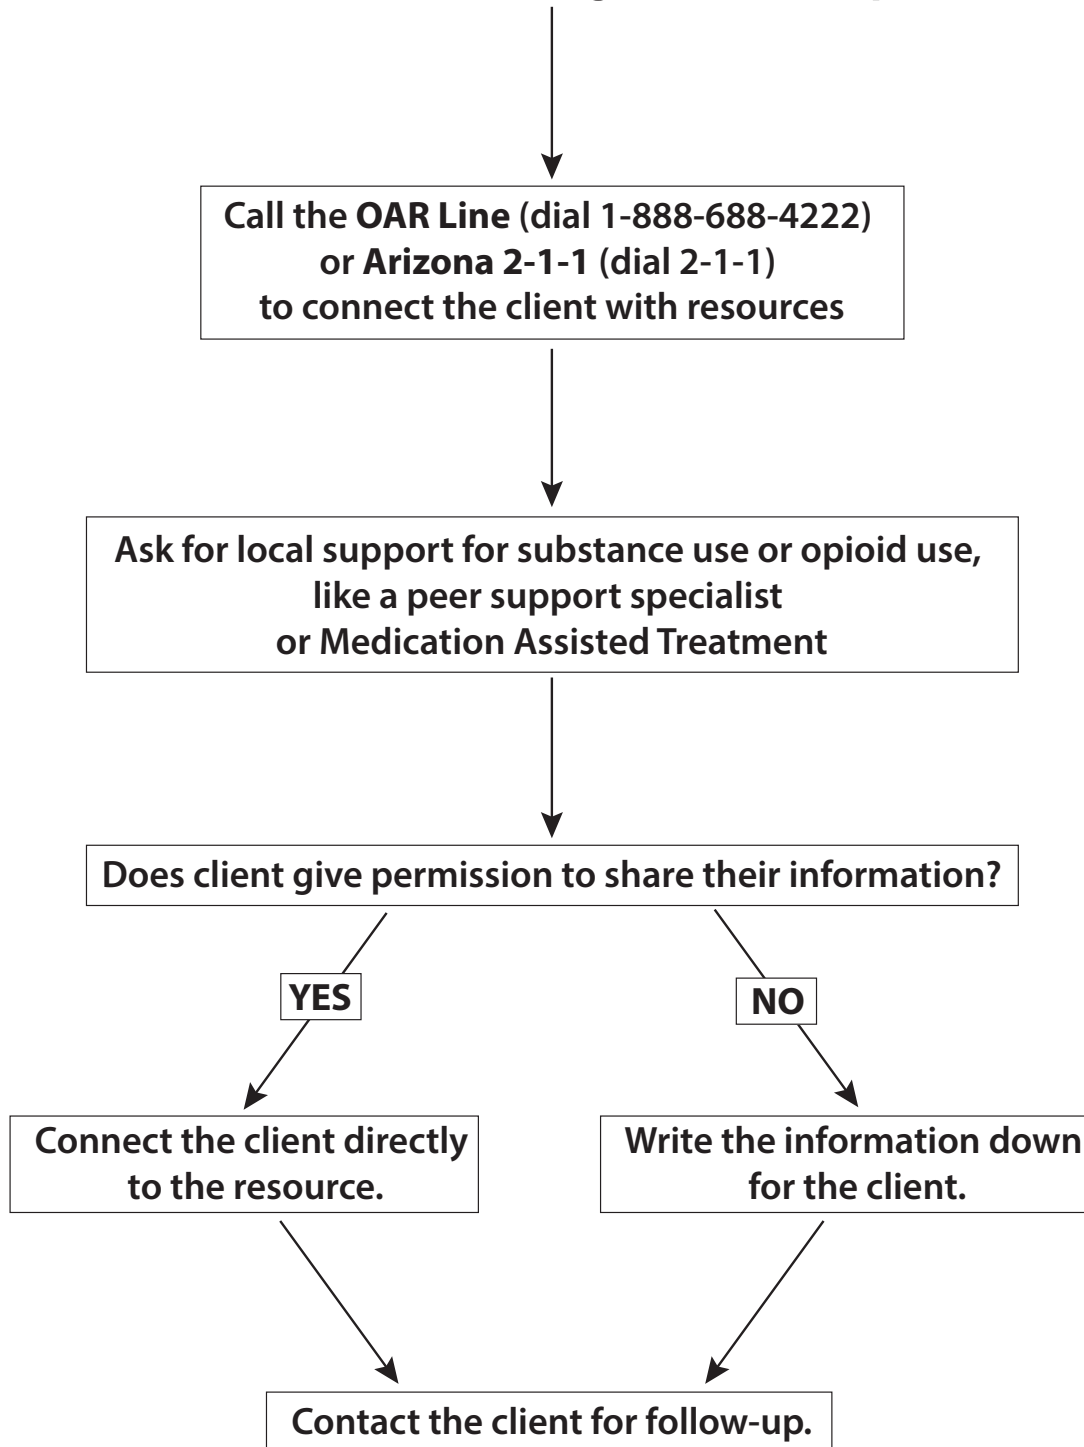 Call the OAR Line (dial 1-888-688-4222)
or Arizona 2-1-1 (dial 2-1-1)
to connect the client with resources
Ask for local support for substance use or opioid use,
like a peer support specialist
or Medication Assisted Treatment
Does client give permission to share their information?
YES
NO
Connect the client directly
to the resource.
Write the information down
for the client.
Contact the client for follow-up.